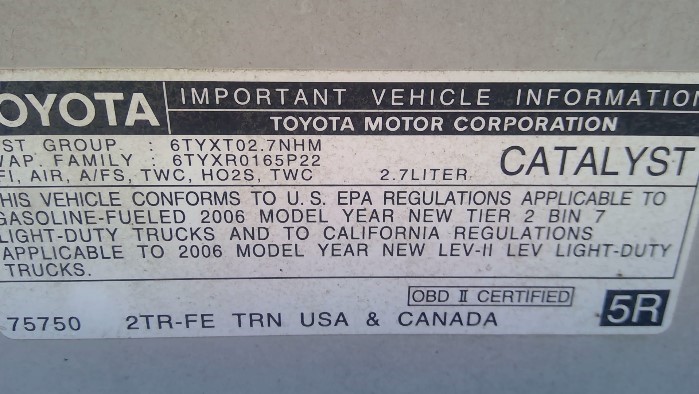 OYOTA
IMPORTANT VEHICLE INFORMATION
TOYOTA MOTOR CORPORATION
ST GROUP : 6TYXT02.7NHM
VAP. FAMILY : 6TYXR0165P22
FI, AIR, A/FS, TWC, HO2S, TWC 2.7LITER
CATALYST
THIS VEHICLE CONFORMS TO U.S. EPA REGULATIONS APPLICABLE TO
GASOLINE-FUELED 2006 MODEL YEAR NEW TIER 2 BIN 7
LIGHT-DUTY TRUCKS AND TO CALIFORNIA REGULATIONS
APPLICABLE TO 2006 MODEL YEAR NEW LEV-II LEV LIGHT-DUTY
TRUCKS.
OBD II CERTIFIED
75750 2TR-FE TRN USA & CANADA
5R